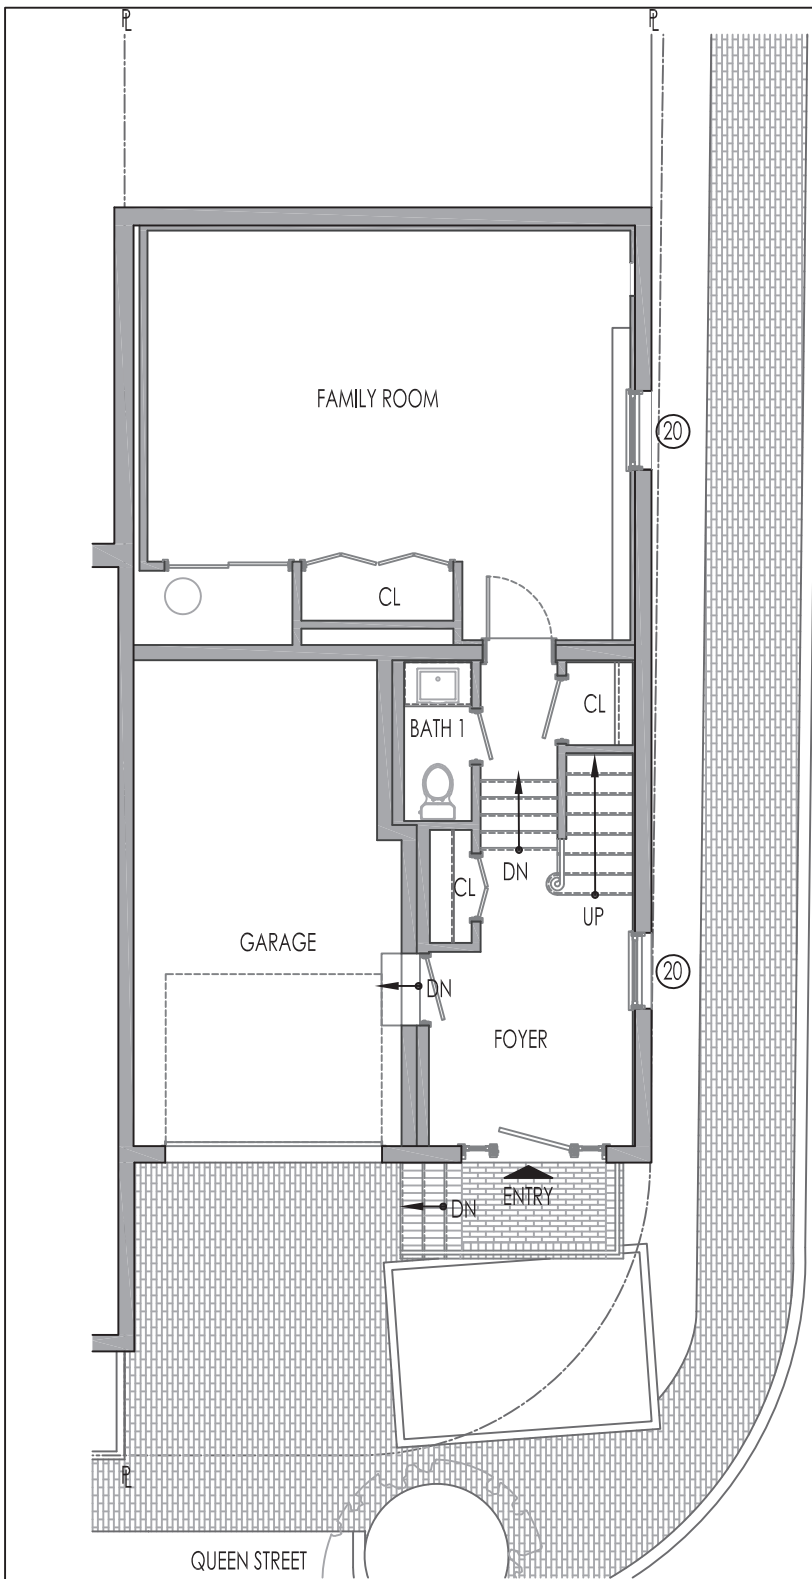 PL
PL
FAMILY ROOM
20
CL
CL
BATH 1
DN
CL
UP
GARAGE
20
DN
FOYER
ENTRY
DN
PL
QUEEN STREET